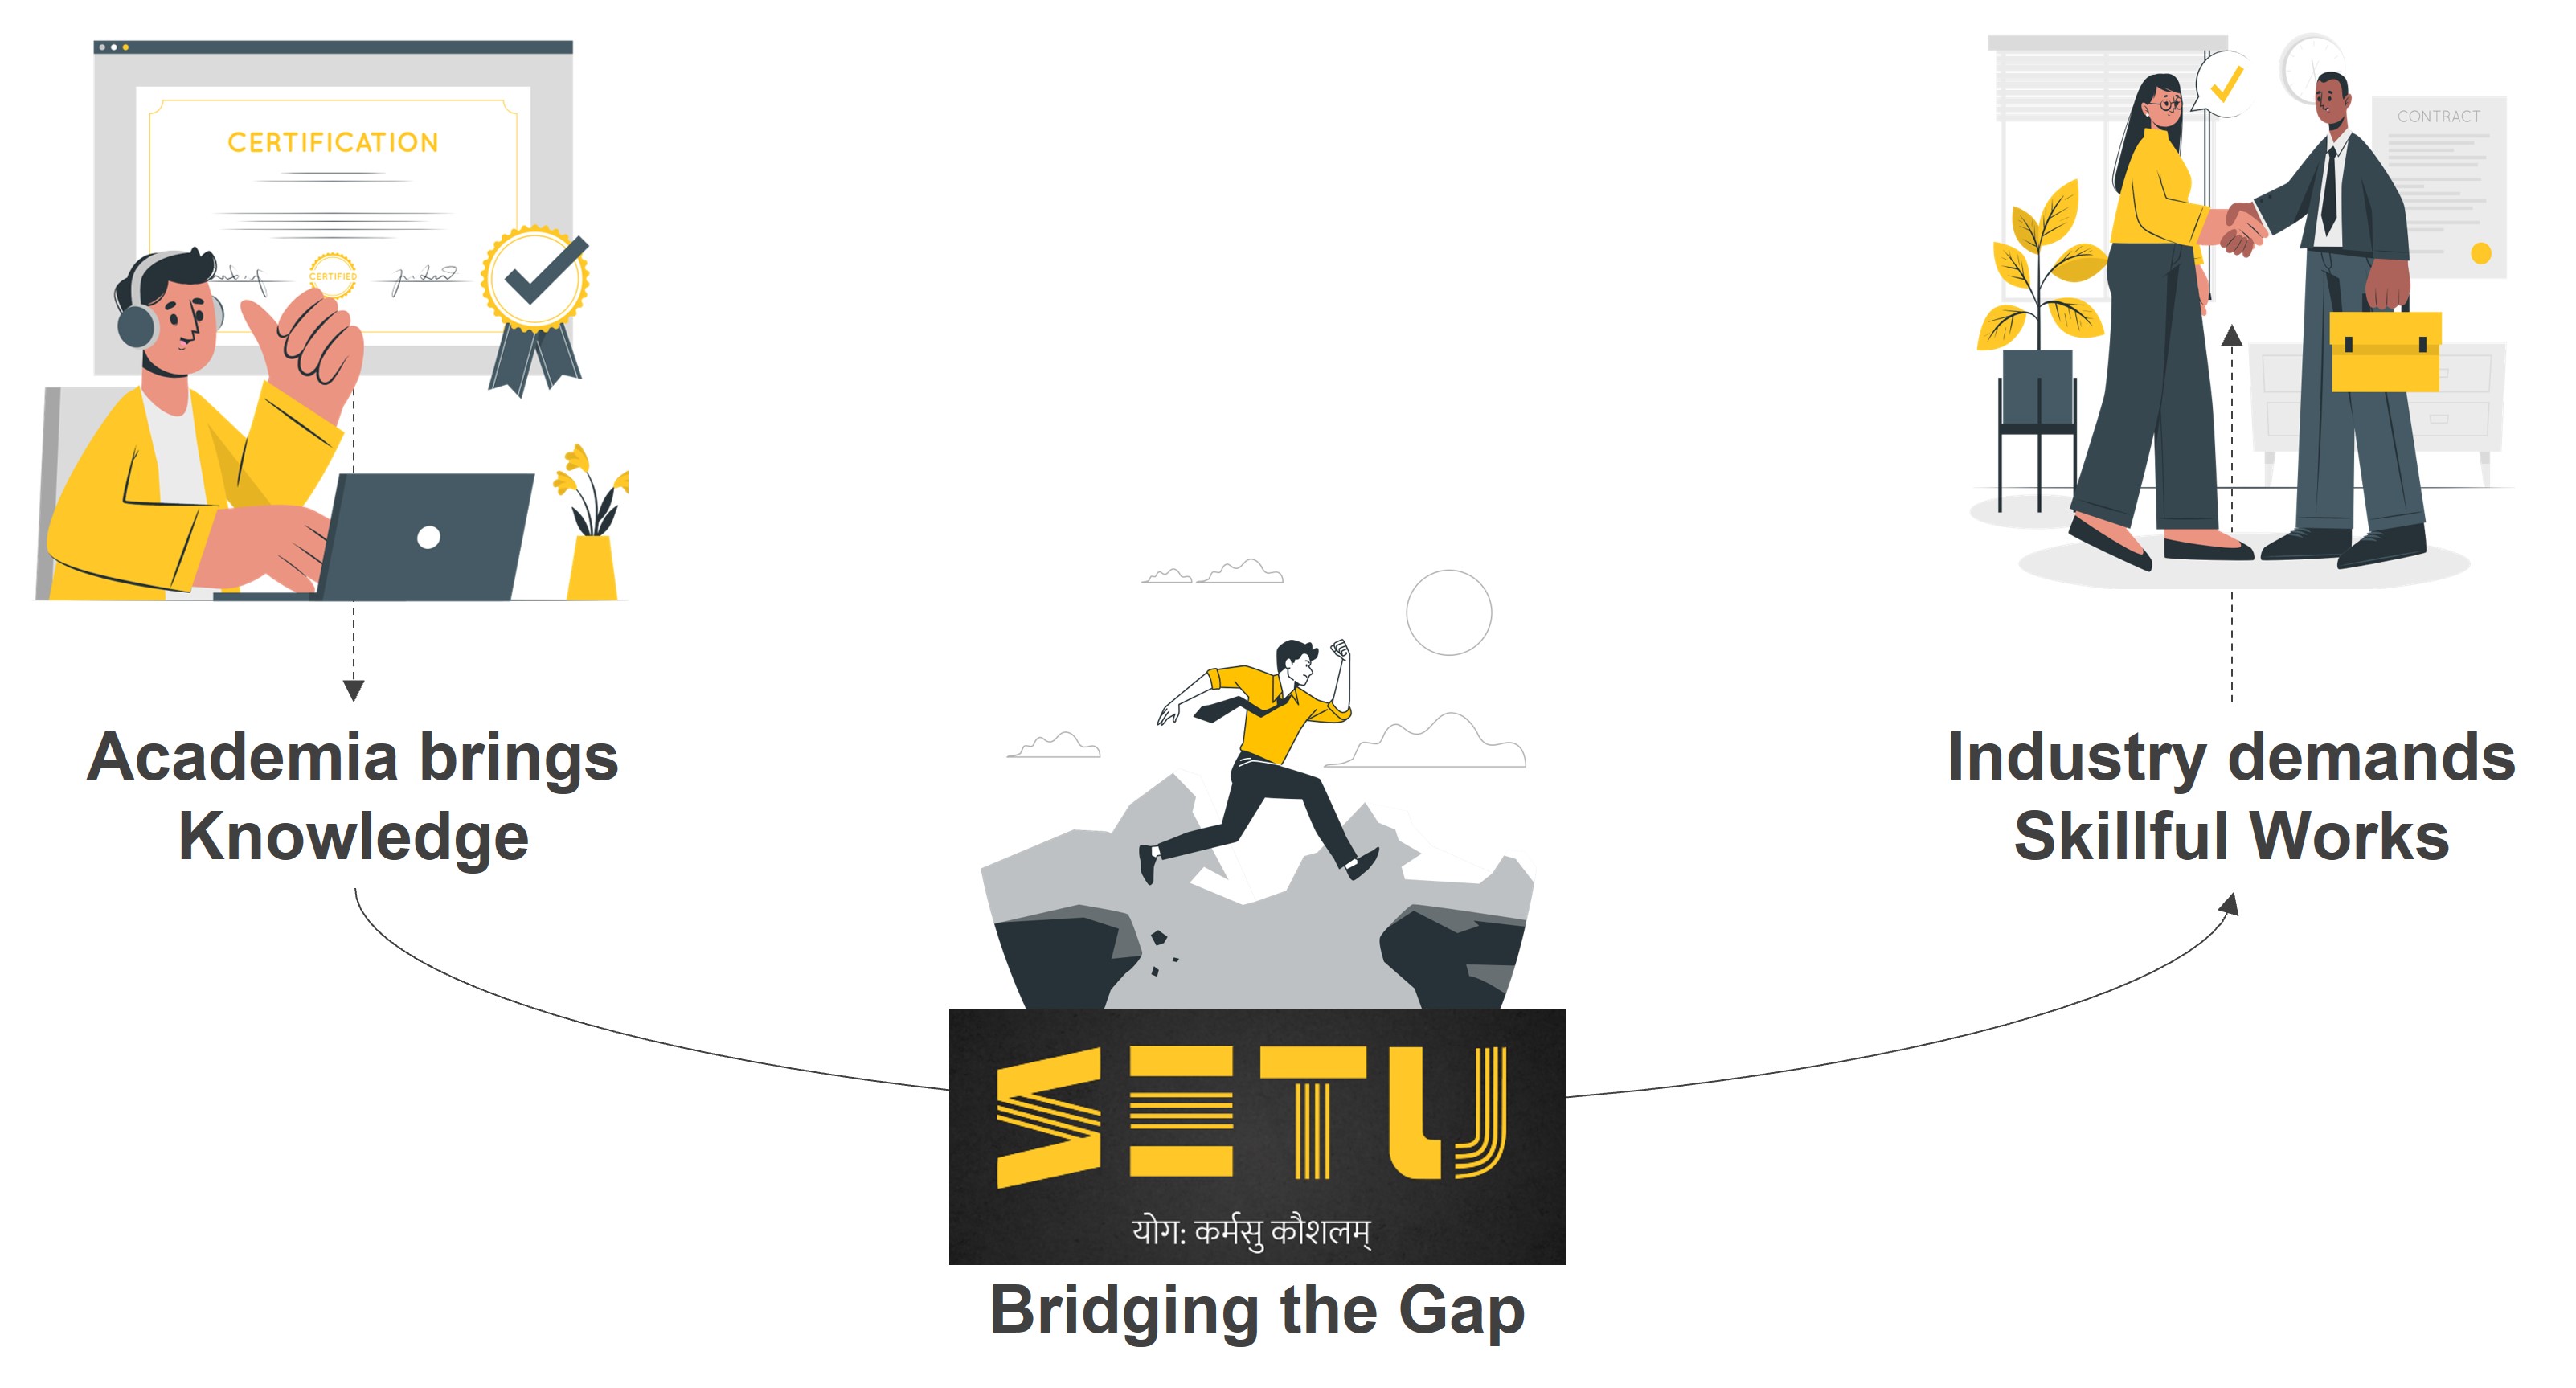 CERTIFICATION
CERTIFIED
CONTRACT
Academia brings
Knowledge
Industry demands
Skillful Works
SETU
योग: कर्मसु कौशलम्
Bridging the Gap